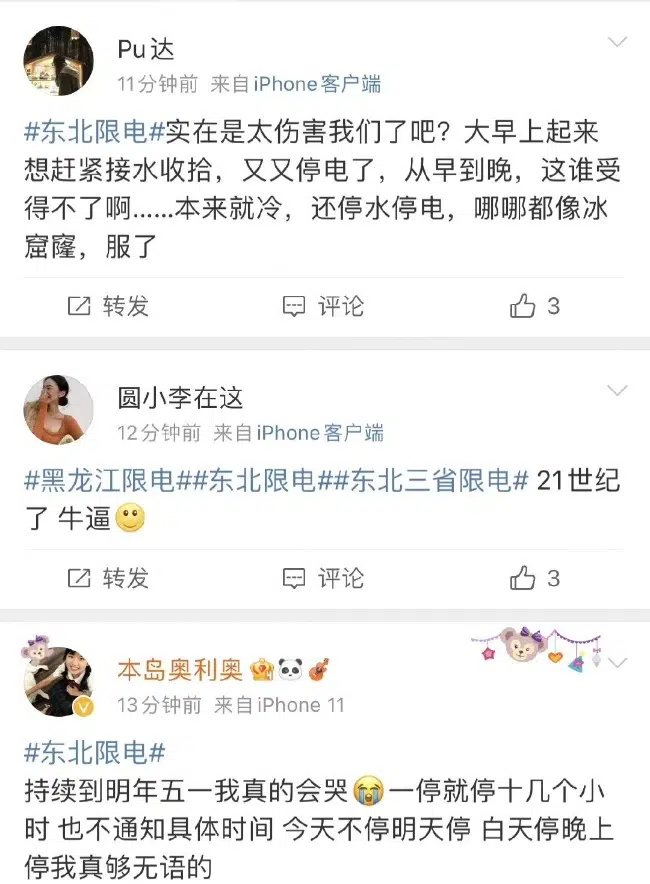 Pu达
11分钟前 来自iPhone客户端
#东北限电#实在是太伤害我们了吧？大早上起来
想赶紧接水收拾，又又停电了，从早到晚，这谁受
得不了啊……本来就冷，还停水停电，哪哪都像冰
窟窿，服了
转发 评论 3
圆小李在这
12分钟前 来自iPhone客户端
#黑龙江限电##东北限电##东北三省限电# 21世纪
了 牛逼
转发 评论 3
本岛奥利奥
13分钟前 来自iPhone 11
#东北限电#
持续到明年五一我真的会哭一停就停十几个小
时 也不通知具体时间 今天不停明天停 白天停晚上
停我真够无语的